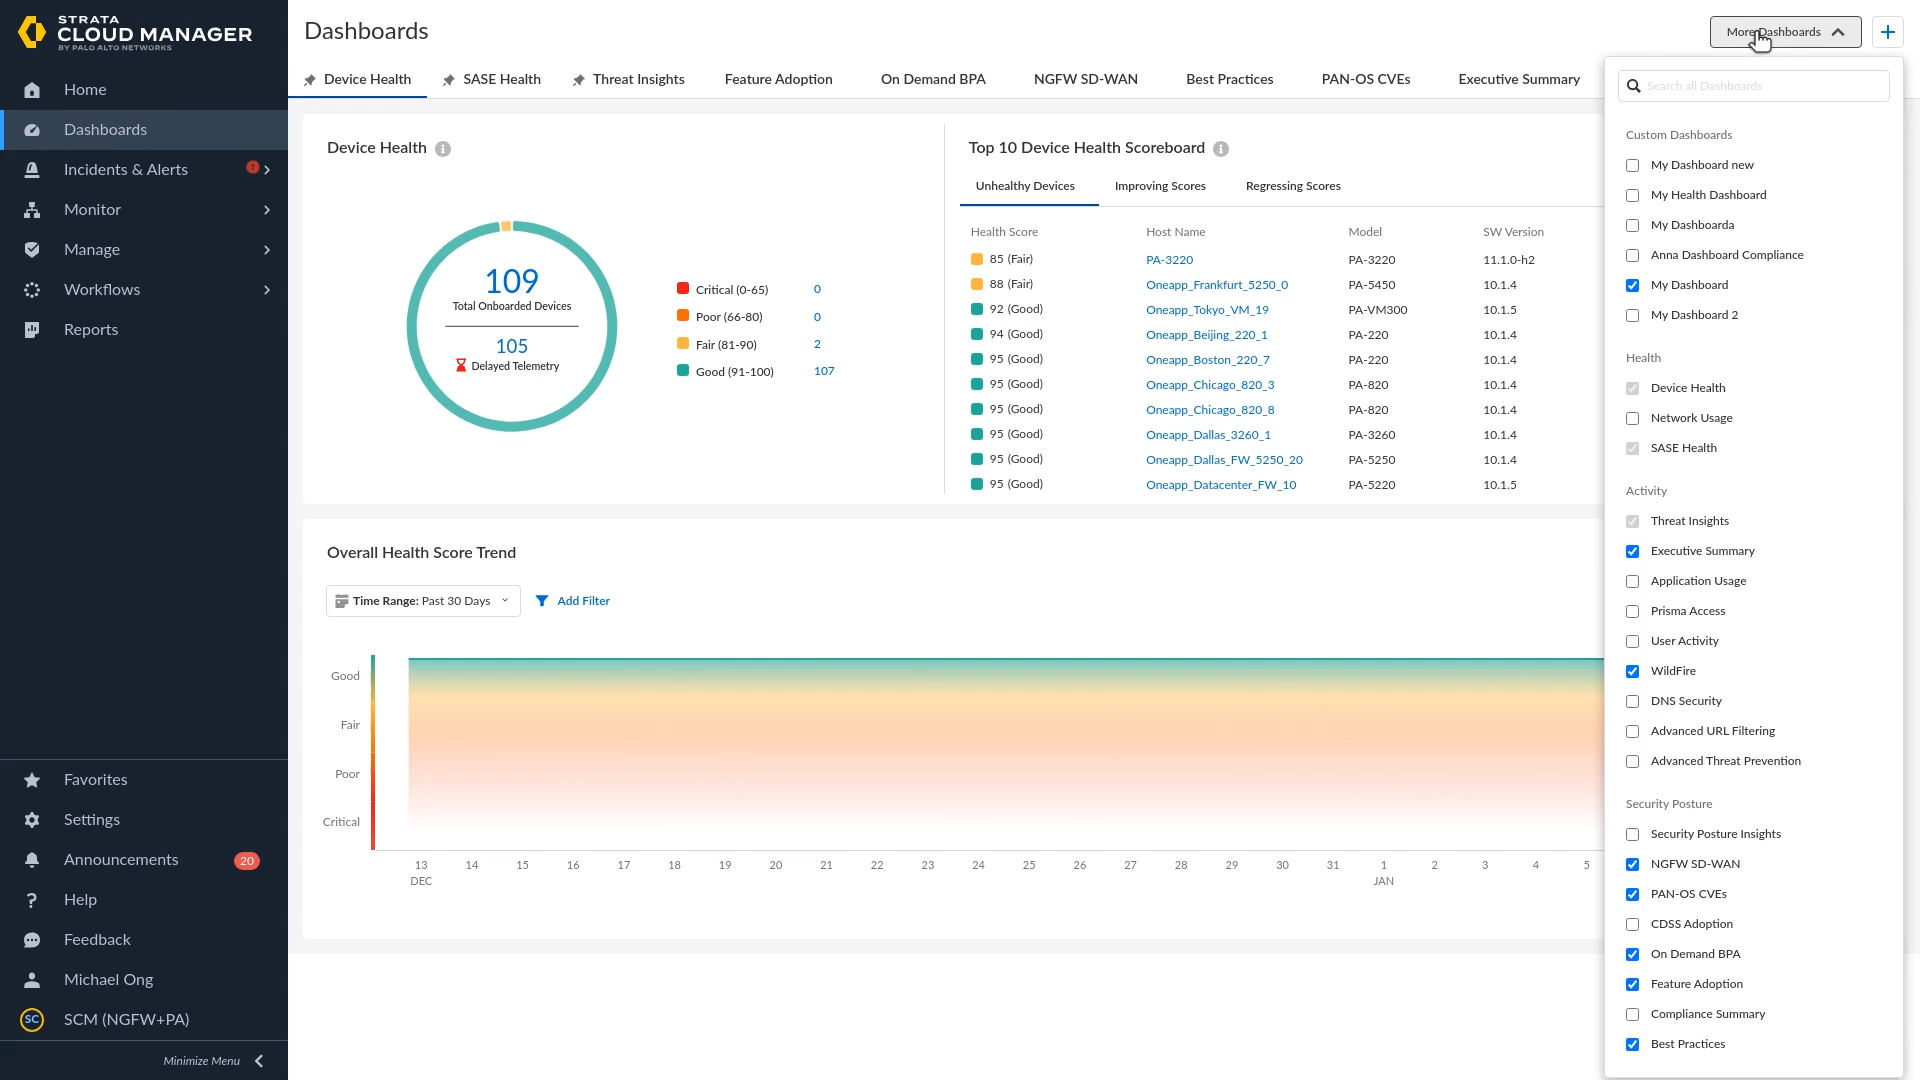 STRATA
CLOUD MANAGER
BY PALO ALTO NETWORKS
Home
Dashboards
Incidents & Alerts
Monitor
Manage
Workflows
Reports
Favorites
Settings
Announcements 20
Help
Feedback
Michael Ong
SC SCM (NGFW+PA)
Minimize Menu
Dashboards
More Dashboards
Device Health SASE Health Threat Insights Feature Adoption On Demand BPA NGFW SD-WAN Best Practices PAN-OS CVEs Executive Summary
Device Health
109
Total Onboarded Devices
105
Delayed Telemetry
Critical (0-65) 0
Poor (66-80) 0
Fair (81-90) 2
Good (91-100) 107
Top 10 Device Health Scoreboard
Unhealthy Devices Improving Scores Regressing Scores
Health Score Host Name Model SW Version
85 (Fair) PA-3220 PA-3220 11.1.0-h2
88 (Fair) Oneapp_Frankfurt_5250_0 PA-5450 10.1.4
92 (Good) Oneapp_Tokyo_VM_19 PA-VM300 10.1.5
94 (Good) Oneapp_Beijing_220_1 PA-220 10.1.4
95 (Good) Oneapp_Boston_220_7 PA-220 10.1.4
95 (Good) Oneapp_Chicago_820_3 PA-820 10.1.4
95 (Good) Oneapp_Chicago_820_8 PA-820 10.1.4
95 (Good) Oneapp_Dallas_3260_1 PA-3260 10.1.4
95 (Good) Oneapp_Dallas_FW_5250_20 PA-5250 10.1.4
95 (Good) Oneapp_Datacenter_FW_10 PA-5220 10.1.5
Overall Health Score Trend
Time Range: Past 30 Days Add Filter
Good
Fair
Poor
Critical
13 14 15 16 17 18 19 20 21 22 23 24 25 26 27 28 29 30 31 1 2 3 4 5
DEC JAN
Search all Dashboards
Custom Dashboards
My Dashboard new
My Health Dashboard
My Dashboarda
Anna Dashboard Compliance
My Dashboard
My Dashboard 2
Health
Device Health
Network Usage
SASE Health
Activity
Threat Insights
Executive Summary
Application Usage
Prisma Access
User Activity
WildFire
DNS Security
Advanced URL Filtering
Advanced Threat Prevention
Security Posture
Security Posture Insights
NGFW SD-WAN
PAN-OS CVEs
CDSS Adoption
On Demand BPA
Feature Adoption
Compliance Summary
Best Practices